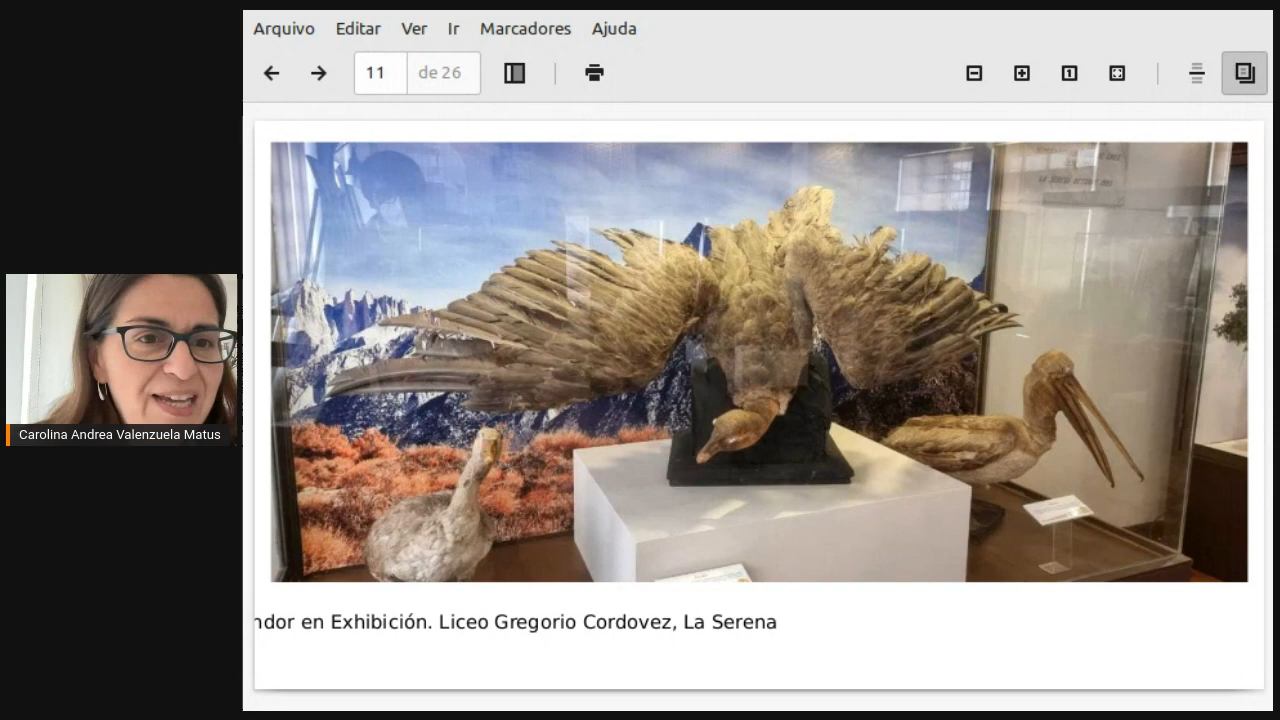 Arquivo Editar Ver Ir Marcadores Ajuda
11 de 26
Carolina Andrea Valenzuela Matus
ndor en Exhibición. Liceo Gregorio Cordovez, La Serena